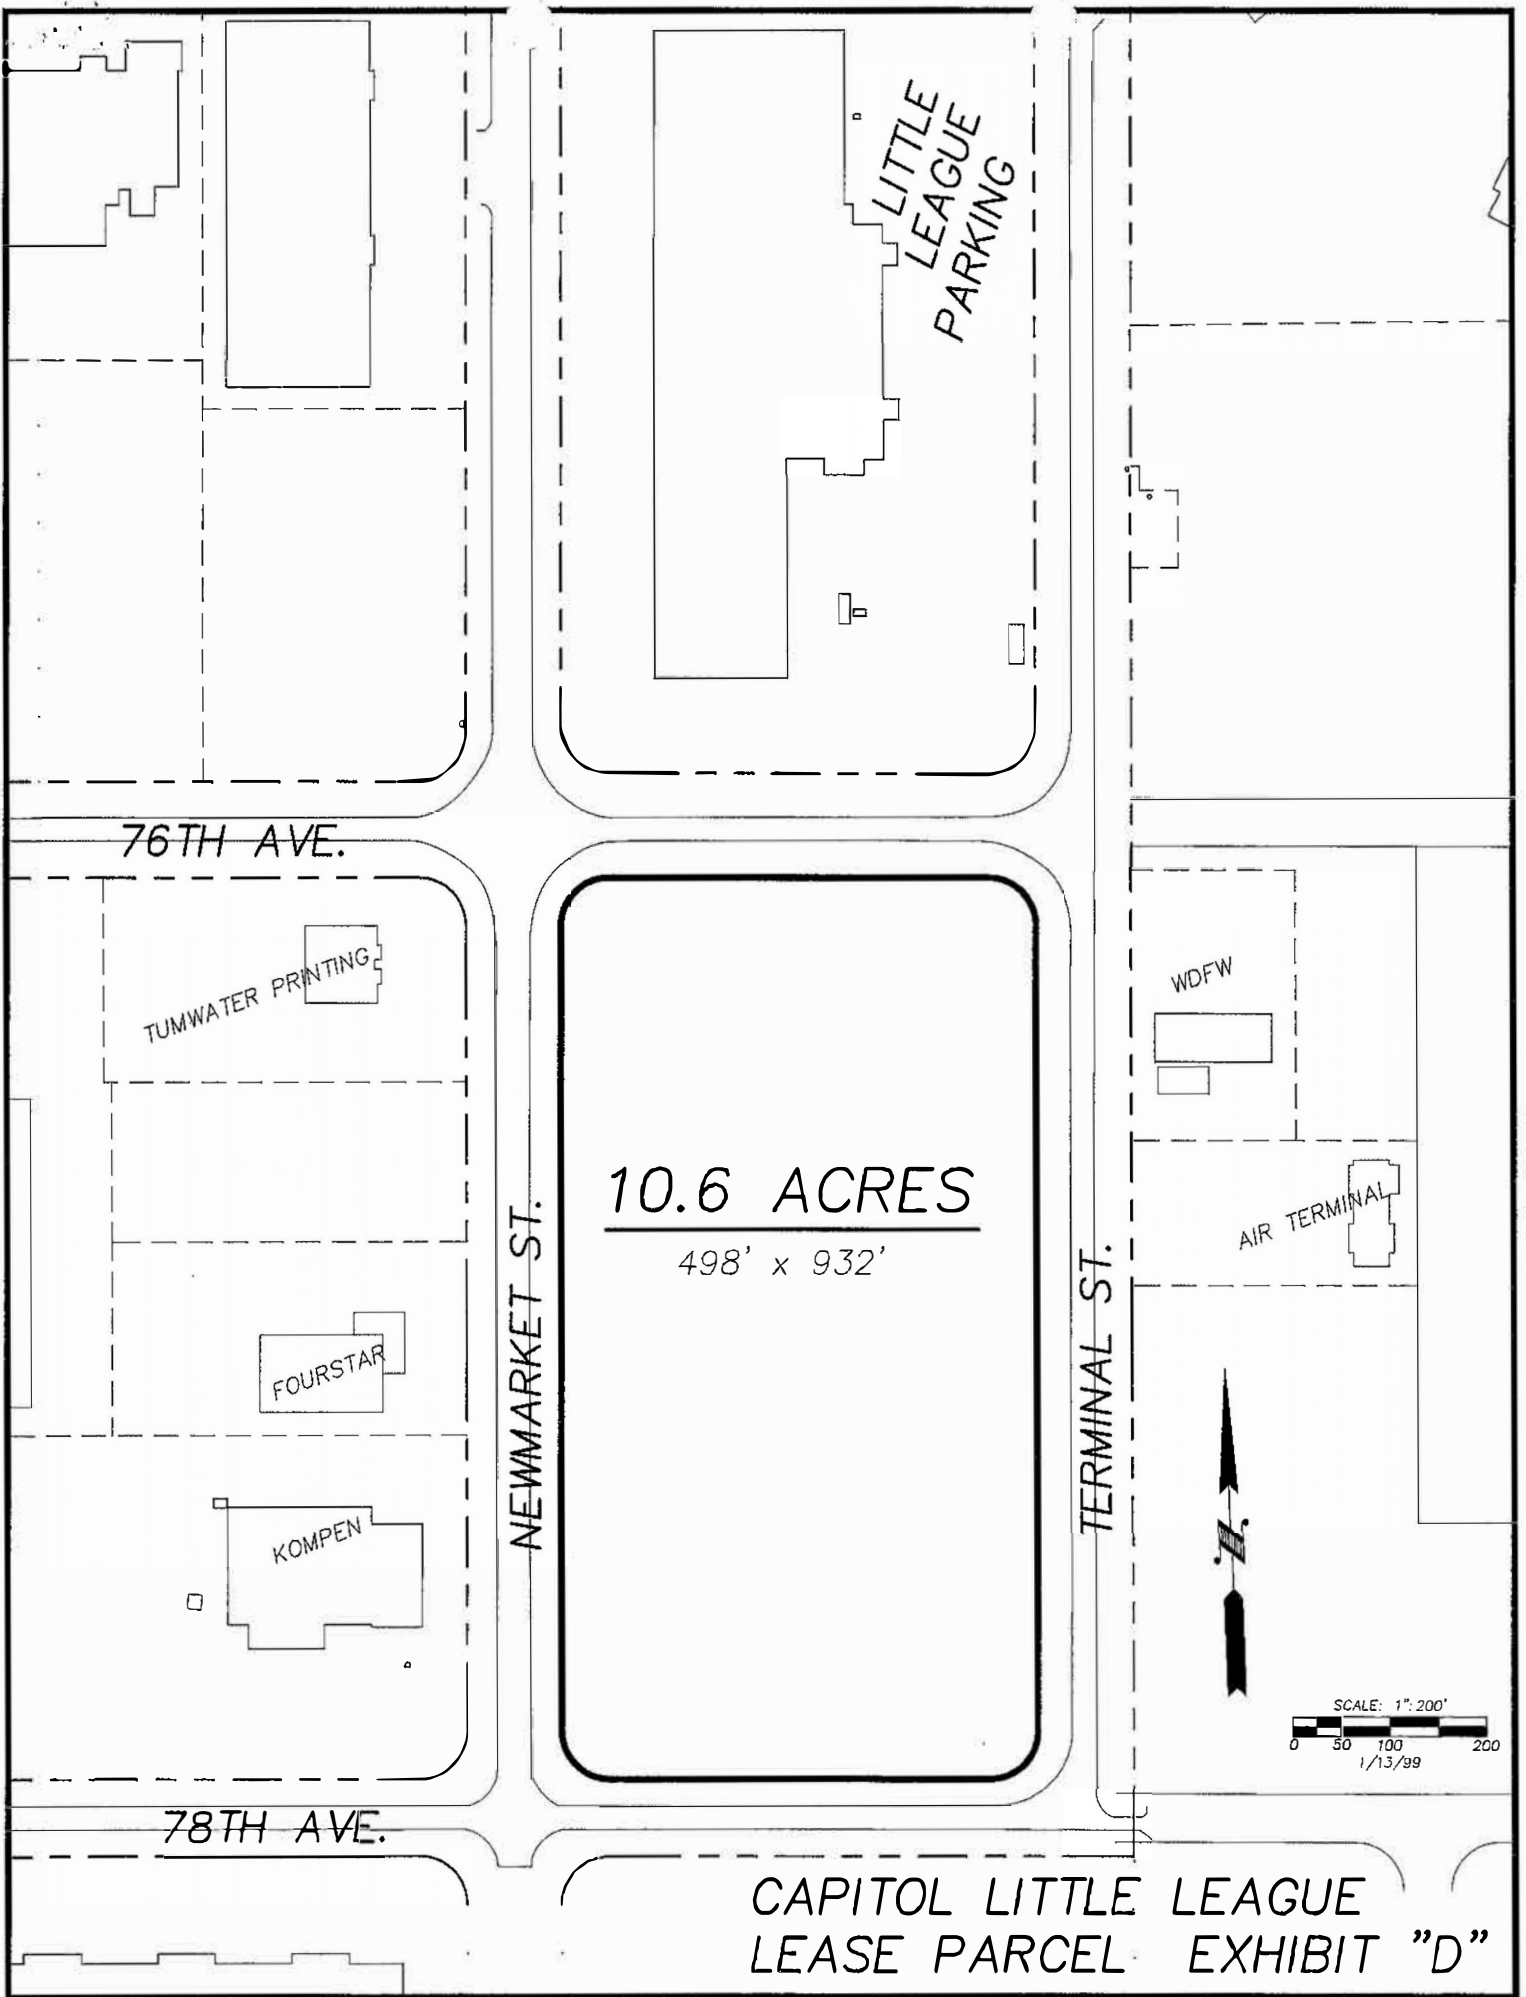 LITTLE
LEAGUE
PARKING
76TH AVE.
TUMWATER PRINTING
WDFW
10.6 ACRES
498' x 932'
NEWMARKET ST.
TERMINAL ST.
AIR TERMINAL
FOURSTAR
KOMPEN
N
SCALE: 1":200'
0 50 100 200
1/13/99
78TH AVE.
CAPITOL LITTLE LEAGUE
LEASE PARCEL EXHIBIT "D"